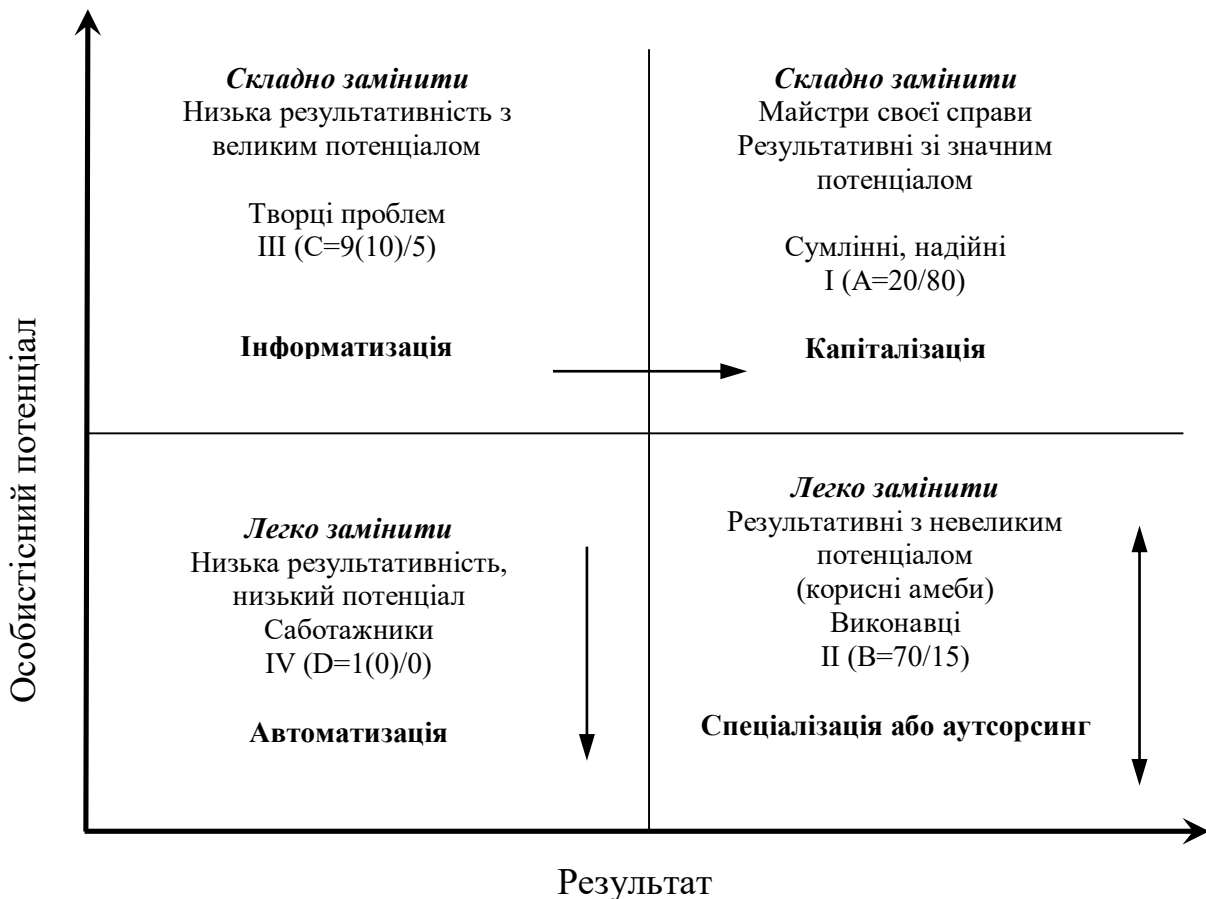 Особистісний потенціал
Складно замінити
Низька результативність з
великим потенціалом
Творці проблем
III (C=9(10)/5)
Інформатизація
Складно замінити
Майстри своєї справи
Результативні зі значним
потенціалом
Сумлінні, надійні
I (A=20/80)
Капіталізація
Легко замінити
Низька результативність,
низький потенціал
Саботажники
IV (D=1(0)/0)
Автоматизація
Легко замінити
Результативні з невеликим
потенціалом
(корисні амеби)
Виконавці
II (B=70/15)
Спеціалізація або аутсорсинг
Результат